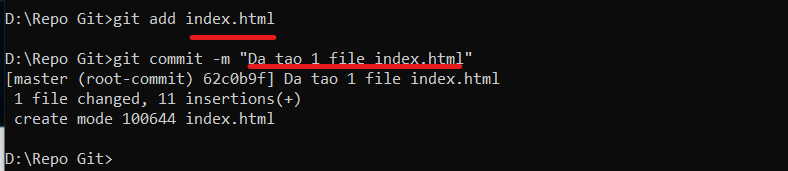 D:\Repo Git>git add index.html
D:\Repo Git>git commit -m "Da tao 1 file index.html"
[master (root-commit) 62c0b9f] Da tao 1 file index.html
 1 file changed, 11 insertions(+)
 create mode 100644 index.html
D:\Repo Git>